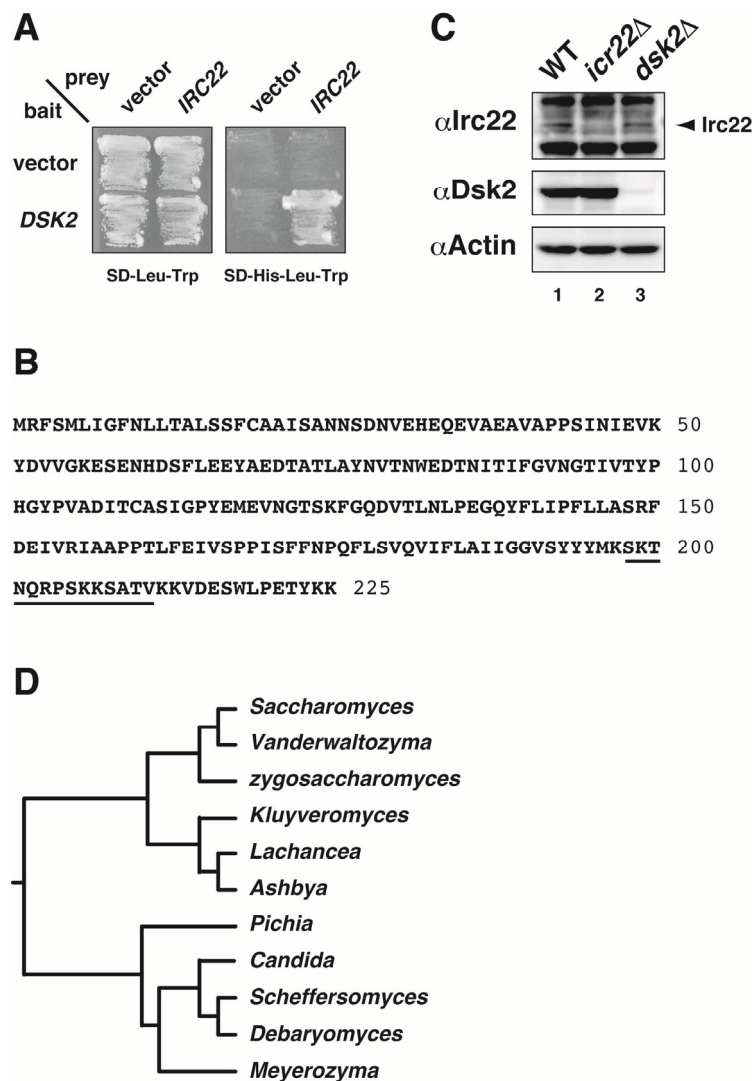 A
prey
bait
vector
IRC22
vector
IRC22
vector
DSK2
SD-Leu-Trp
SD-His-Leu-Trp
C
WT
icr22Δ
dsk2Δ
αIrc22
Irc22
αDsk2
αActin
1 2 3
B
MRFSMLIGFNLLTALSSFCAAISANNSDNVEHEQEVAEAVAPPSINIEVK 50
YDVVGKESENHDSFLEEYAEDTATLAYNVTNWEDTNITIFGVNGTIVTYP 100
HGYPVADITCASIGPYEMEVNGTSKFGQDVTLNLPEGQYFLIPFLLASRF 150
DEIVRIAAPPTLFEIVSPPISFFNPQFLSVQVIFLAIIGGVSYYYMKSKT 200
NQRPSKKSATVKKVDESWLPETYKK 225
D
Saccharomyces
Vanderwaltozyma
zygosaccharomyces
Kluyveromyces
Lachancea
Ashbya
Pichia
Candida
Scheffersomyces
Debaryomyces
Meyerozyma